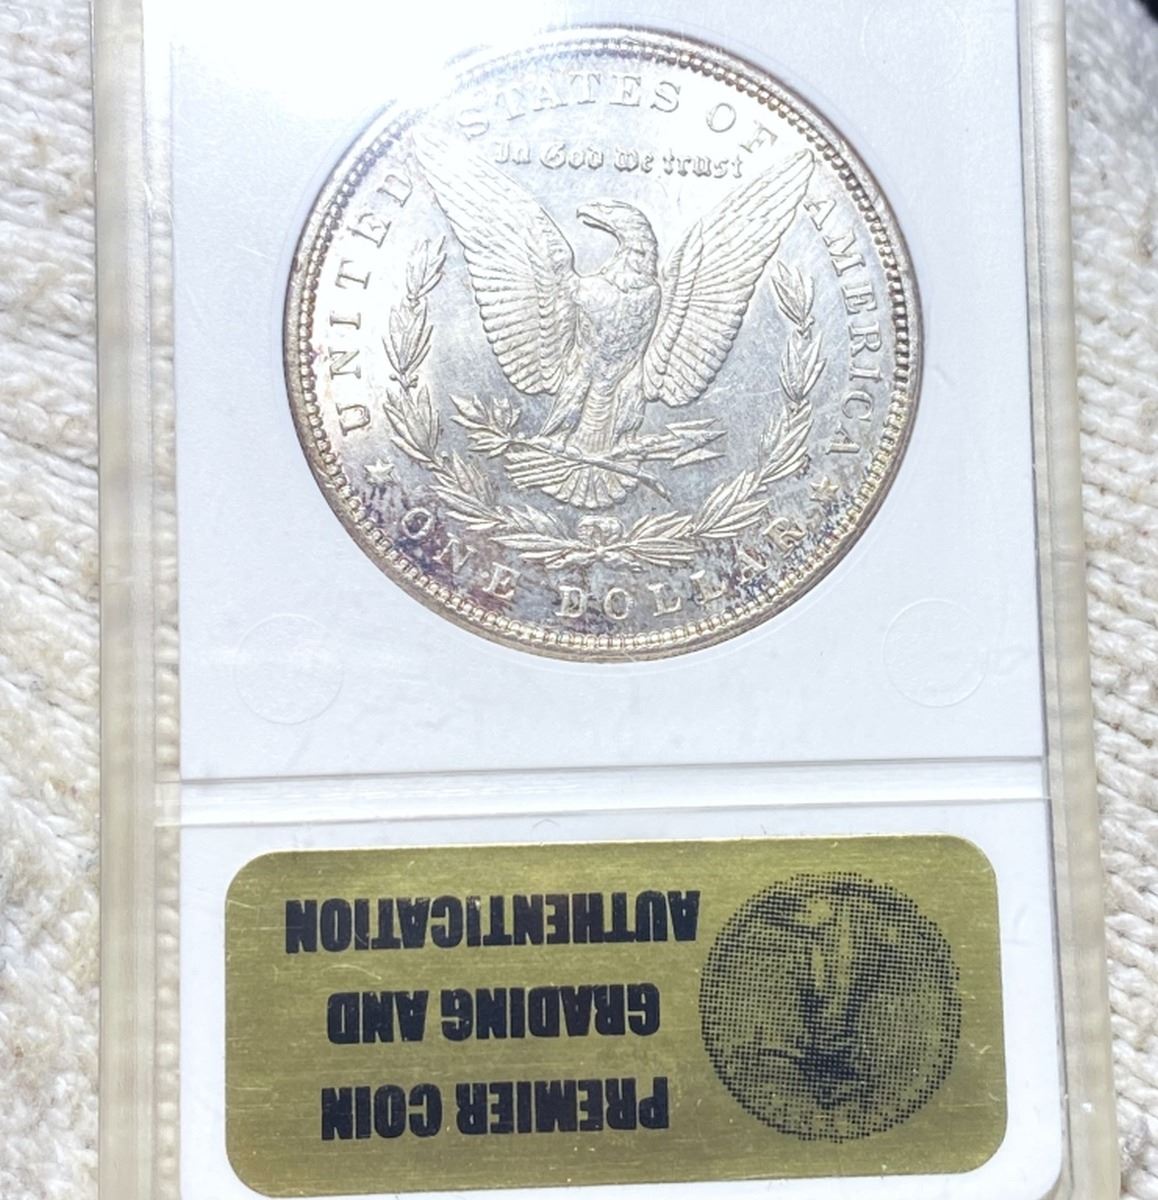 UNITED STATES OF AMERICA
In God we trust
ONE DOLLAR
PREMIER COIN
GRADING AND
AUTHENTICATION